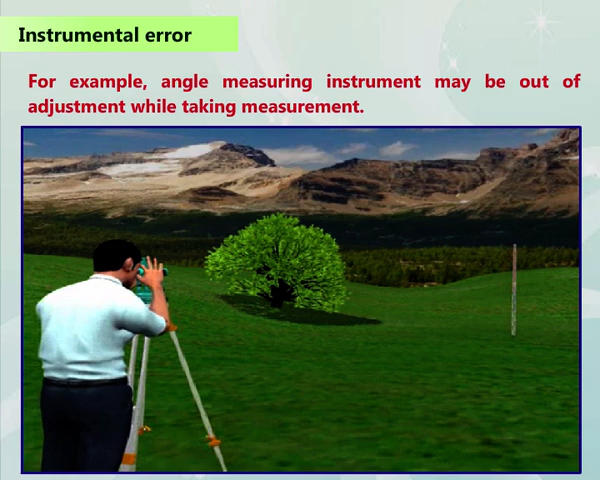 Instrumental error
For example, angle measuring instrument may be out of
adjustment while taking measurement.